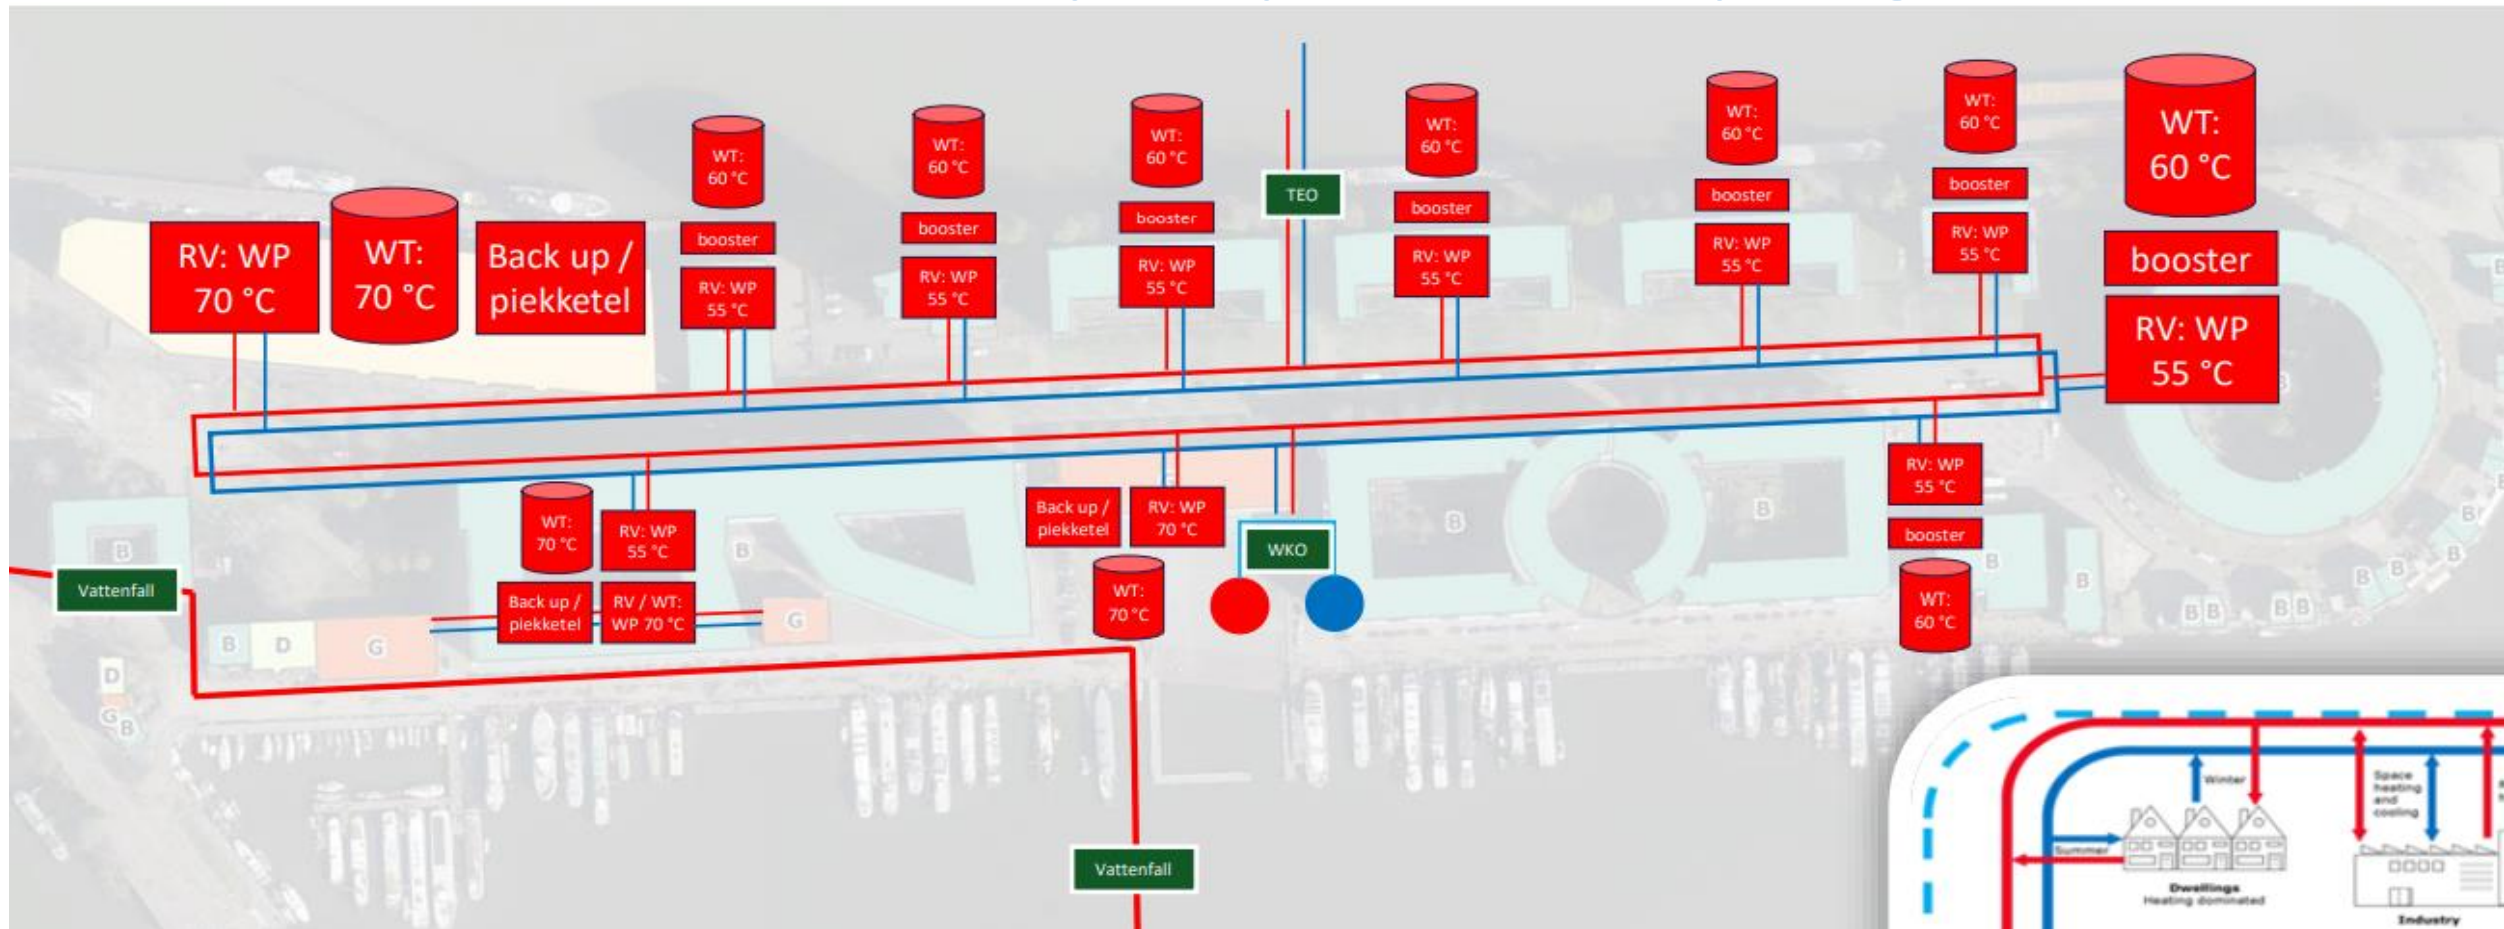 RV: WP
70 °C
WT:
70 °C
Back up /
piekketel
WT:
60 °C
booster
RV: WP
55 °C
WT:
60 °C
booster
RV: WP
55 °C
WT:
60 °C
booster
RV: WP
55 °C
TEO
WT:
60 °C
booster
RV: WP
55 °C
WT:
60 °C
booster
RV: WP
55 °C
WT:
60 °C
booster
RV: WP
55 °C
WT:
60 °C
booster
RV: WP
55 °C
B
Vattenfall
B
D
G
D
G
B
WT:
70 °C
RV: WP
55 °C
B
Back up /
piekketel
RV / WT:
WP 70 °C
G
Back up /
piekketel
RV: WP
70 °C
WT:
70 °C
WKO
B
B
RV: WP
55 °C
booster
WT:
60 °C
B
B
B
B
B
B
B
B
B
B
B
Vattenfall
Winter
Summer
Dwellings
Heating dominated
Space
heating
and
cooling
Industry